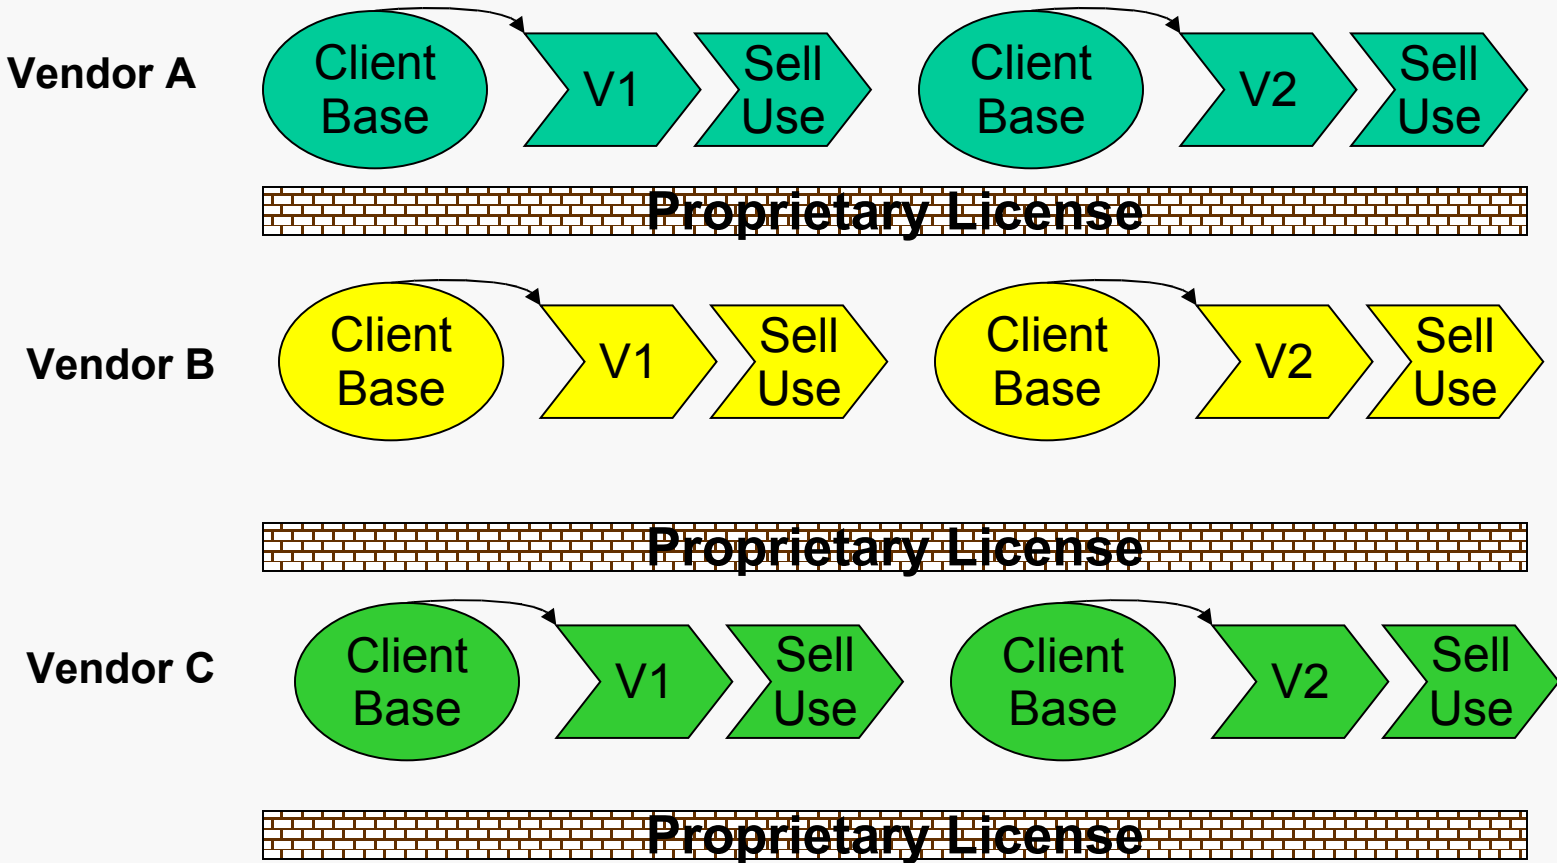 Vendor A
Client
Base
V1
Sell
Use
Client
Base
V2
Sell
Use
Proprietary License
Vendor B
Client
Base
V1
Sell
Use
Client
Base
V2
Sell
Use
Proprietary License
Vendor C
Client
Base
V1
Sell
Use
Client
Base
V2
Sell
Use
Proprietary License